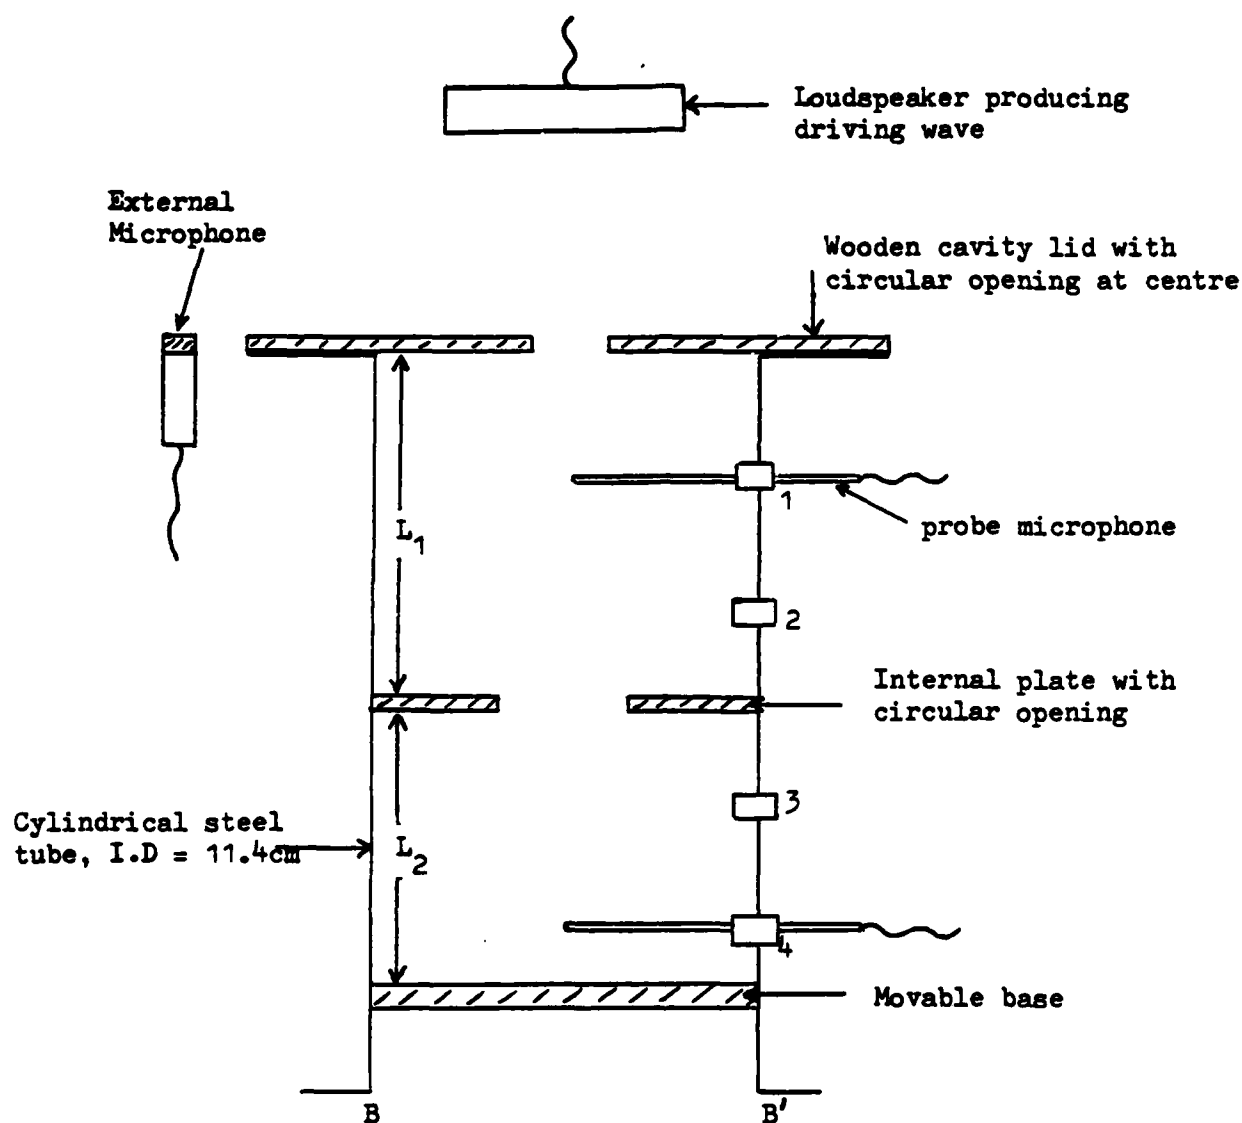 Loudspeaker producing
driving wave
External
Microphone
Wooden cavity lid with
circular opening at centre
1
L1
probe microphone
2
Internal plate with
circular opening
3
Cylindrical steel
tube, I.D = 11.4cm
L2
4
Movable base
B
B'